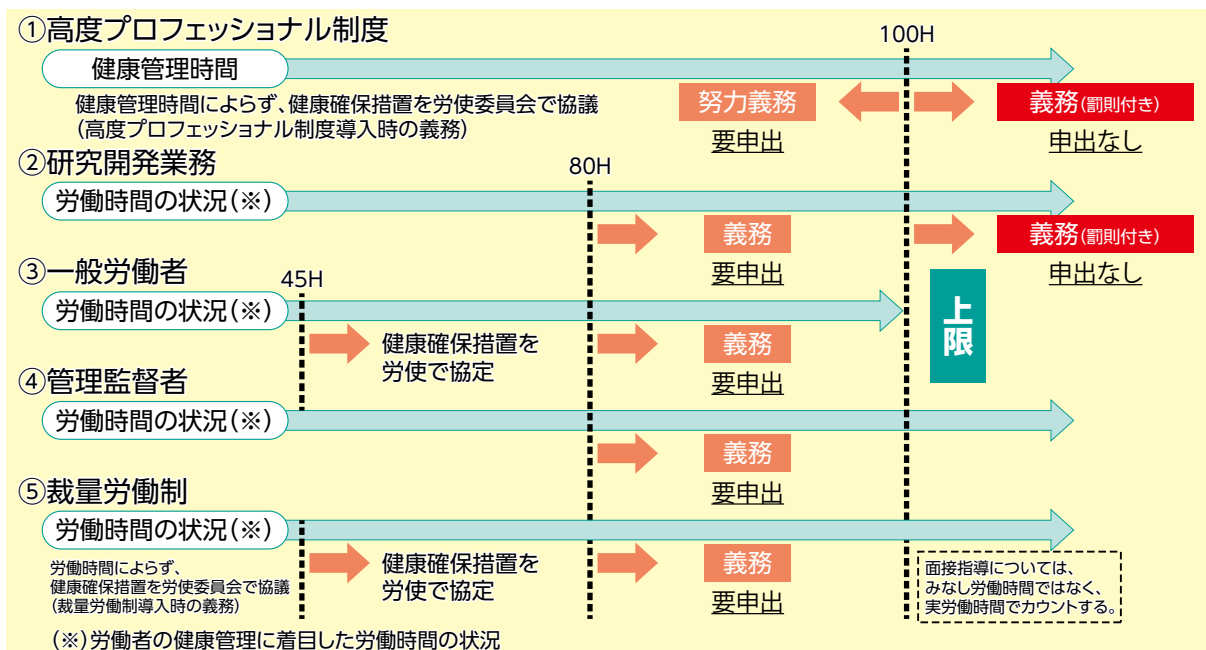 ①高度プロフェッショナル制度
100H
健康管理時間
健康管理時間によらず、健康確保措置を労使委員会で協議
（高度プロフェッショナル制度導入時の義務）
努力義務
要申出
義務(罰則付き)
申出なし
②研究開発業務
80H
労働時間の状況(※)
義務
要申出
義務(罰則付き)
申出なし
③一般労働者
45H
労働時間の状況(※)
健康確保措置を
労使で協定
義務
要申出
上限
④管理監督者
労働時間の状況(※)
義務
要申出
⑤裁量労働制
労働時間の状況(※)
労働時間によらず、
健康確保措置を労使委員会で協議
(裁量労働制導入時の義務)
健康確保措置を
労使で協定
義務
要申出
面接指導については、
みなし労働時間ではなく、
実労働時間でカウントする。
(※)労働者の健康管理に着目した労働時間の状況